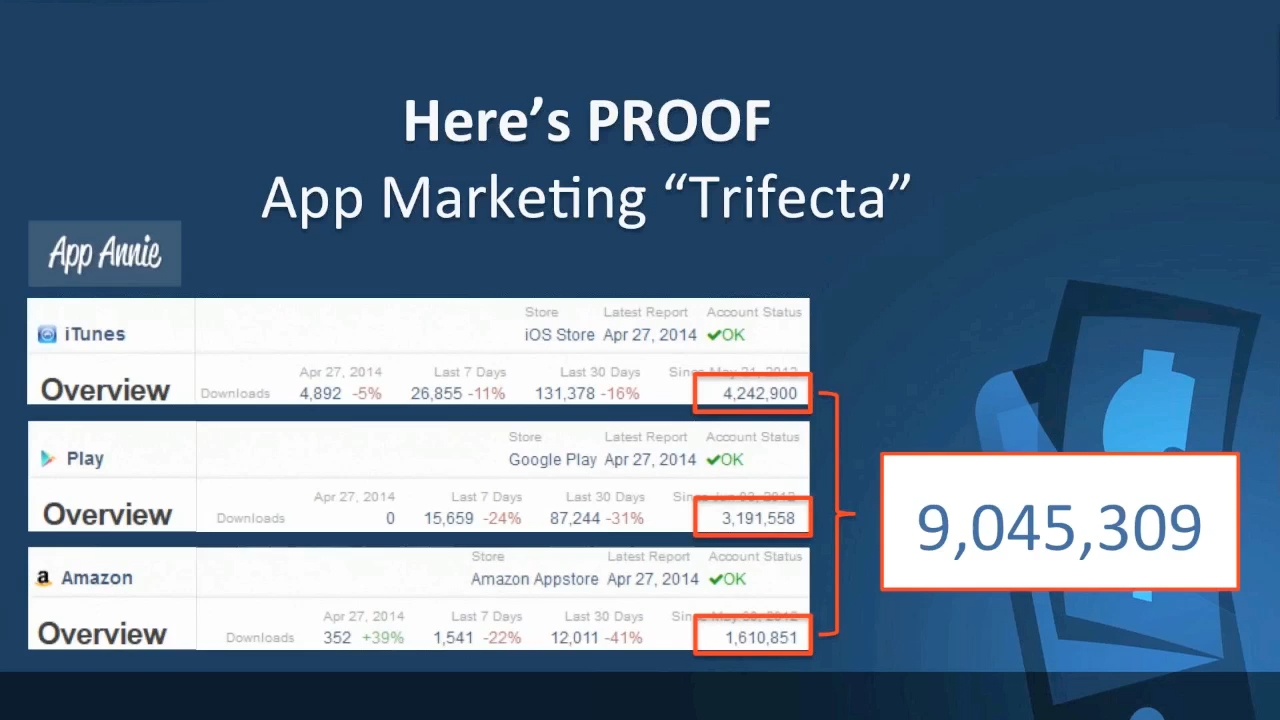 Here’s PROOF
App Marketing “Trifecta”
App Annie
Store Latest Report Account Status
iTunes iOS Store Apr 27, 2014 OK
Apr 27, 2014 Last 7 Days Last 30 Days Since May 31, 2012
Overview Downloads 4,892 -5% 26,855 -11% 131,378 -16% 4,242,900
Store Latest Report Account Status
Play Google Play Apr 27, 2014 OK
Apr 27, 2014 Last 7 Days Last 30 Days
Overview Downloads 0 15,659 -24% 87,244 -31% 3,191,558
9,045,309
Store Latest Report Account Status
a Amazon Amazon Appstore Apr 27, 2014 OK
Apr 27, 2014 Last 7 Days Last 30 Days
Overview Downloads 352 +39% 1,541 -22% 12,011 -41% 1,610,851